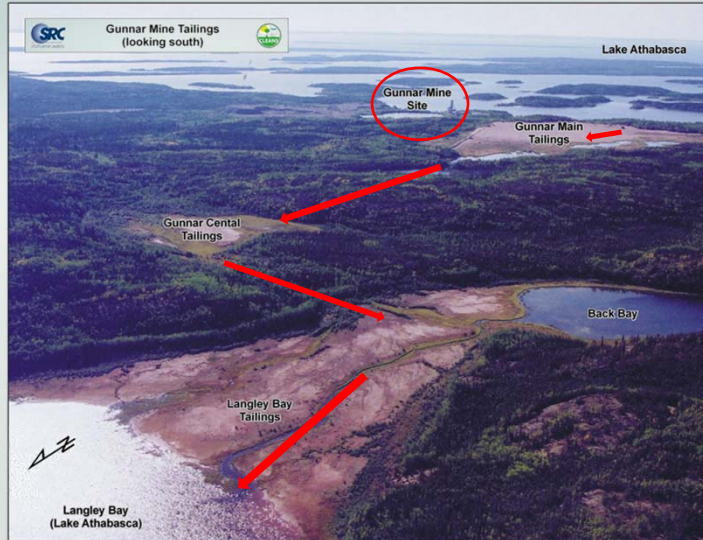 SRC
Gunnar Mine Tailings
(looking south)
CLEANS
Lake Athabasca
Gunnar Mine
Site
Gunnar Main
Tailings
Gunnar Cental
Tailings
Back Bay
Langley Bay
Tailings
N
Langley Bay
(Lake Athabasca)